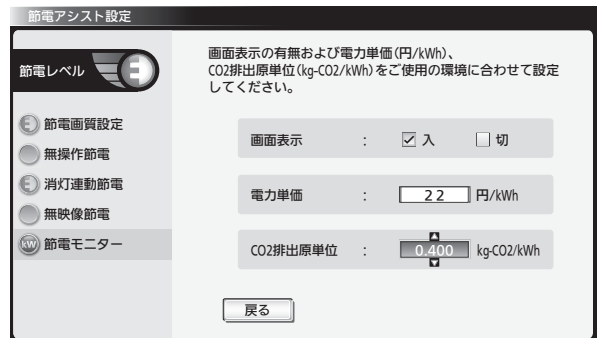 節電アシスト設定
節電レベル E
節電画質設定
無操作節電
消灯連動節電
無映像節電
節電モニター
画面表示の有無および電力単価(円/kWh)、
CO2排出原単位(kg-CO2/kWh)をご使用の環境に合わせて設定
してください。
画面表示 : 入 切
電力単価 : 22 円/kWh
CO2排出原単位 : 0.400 kg-CO2/kWh
戻る